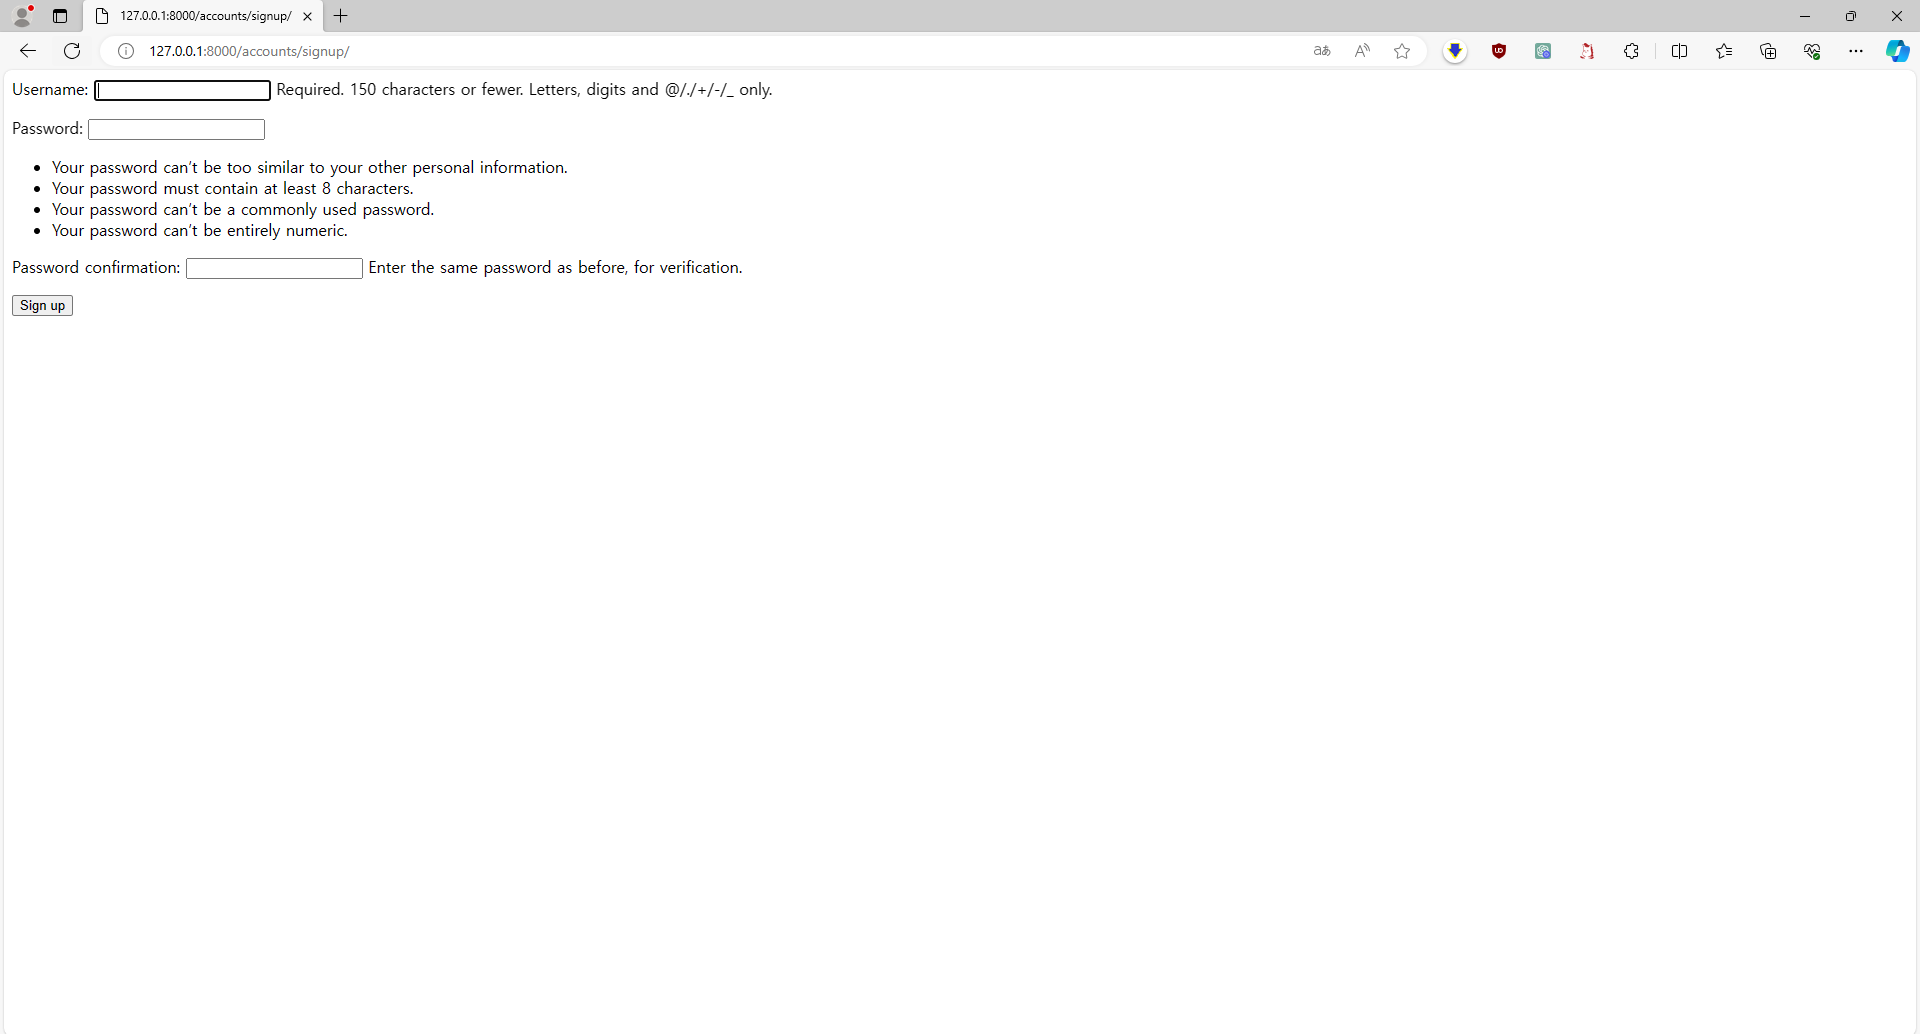 127.0.0.1:8000/accounts/signup/
127.0.0.1:8000/accounts/signup/
Username: Required. 150 characters or fewer. Letters, digits and @/./+/-/_ only.
Password:
Your password can't be too similar to your other personal information.
Your password must contain at least 8 characters.
Your password can't be a commonly used password.
Your password can't be entirely numeric.
Password confirmation: Enter the same password as before, for verification.
Sign up